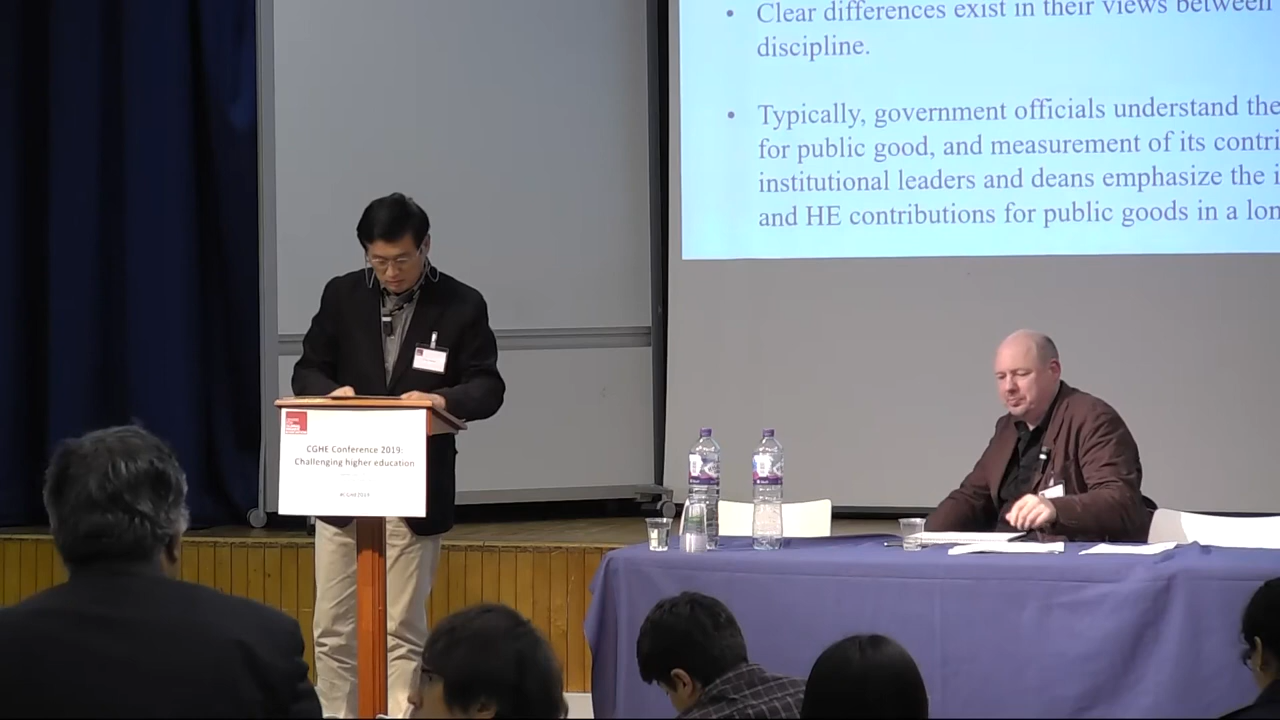 • Clear differences exist in their views between
discipline.
• Typically, government officials understand the
for public good, and measurement of its contri
institutional leaders and deans emphasize the i
and HE contributions for public goods in a lon
CGHE Conference 2019:
Challenging higher education